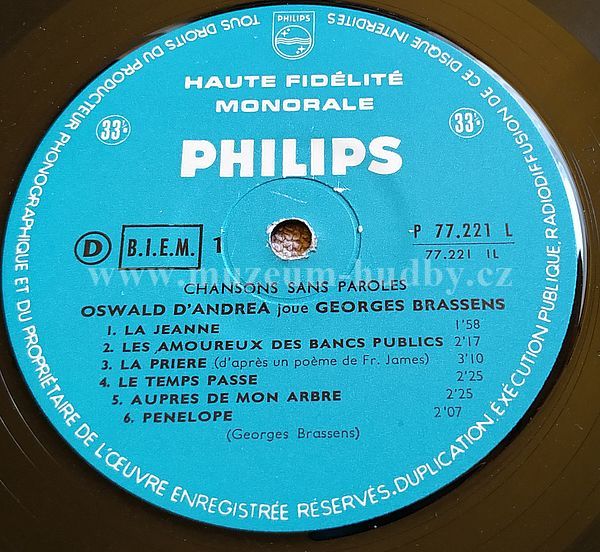 TOUS DROITS DU PRODUCTEUR PHONOGRAPHIQUE ET DU PROPRIÉTAIRE DE L'ŒUVRE ENREGISTRÉE RÉSERVÉS. DUPLICATION, EXÉCUTION PUBLIQUE, RADIODIFFUSION DE CE DISQUE INTERDITES
PHILIPS
HAUTE FIDÉLITÉ
MONORALE
33⅓ 33⅓
PHILIPS
D B.I.E.M. 1 P 77.221 L
77.221 1L
www.muzeum-hudby.cz
CHANSONS SANS PAROLES
OSWALD D'ANDREA joue GEORGES BRASSENS
1. LA JEANNE 1'58
2. LES AMOUREUX DES BANCS PUBLICS 2'17
3. LA PRIERE (d'après un poème de Fr. James) 3'10
4. LE TEMPS PASSE 2'25
5. AUPRES DE MON ARBRE 2'25
6. PENELOPE 2'07
(Georges Brassens)